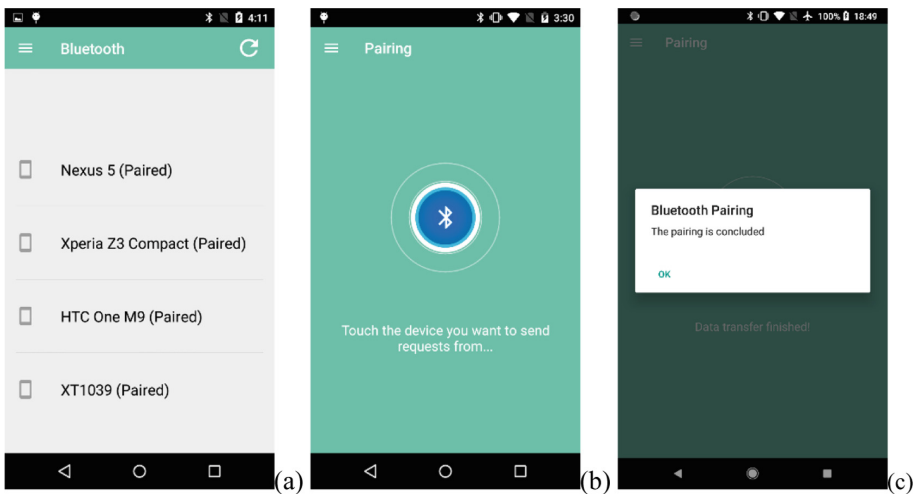 4:11
Bluetooth
Nexus 5 (Paired)
Xperia Z3 Compact (Paired)
HTC One M9 (Paired)
XT1039 (Paired)
(a)
3:30
Pairing
Touch the device you want to send
requests from...
(b)
100% 18:49
Pairing
Bluetooth Pairing
The pairing is concluded
OK
Data transfer finished!
(c)